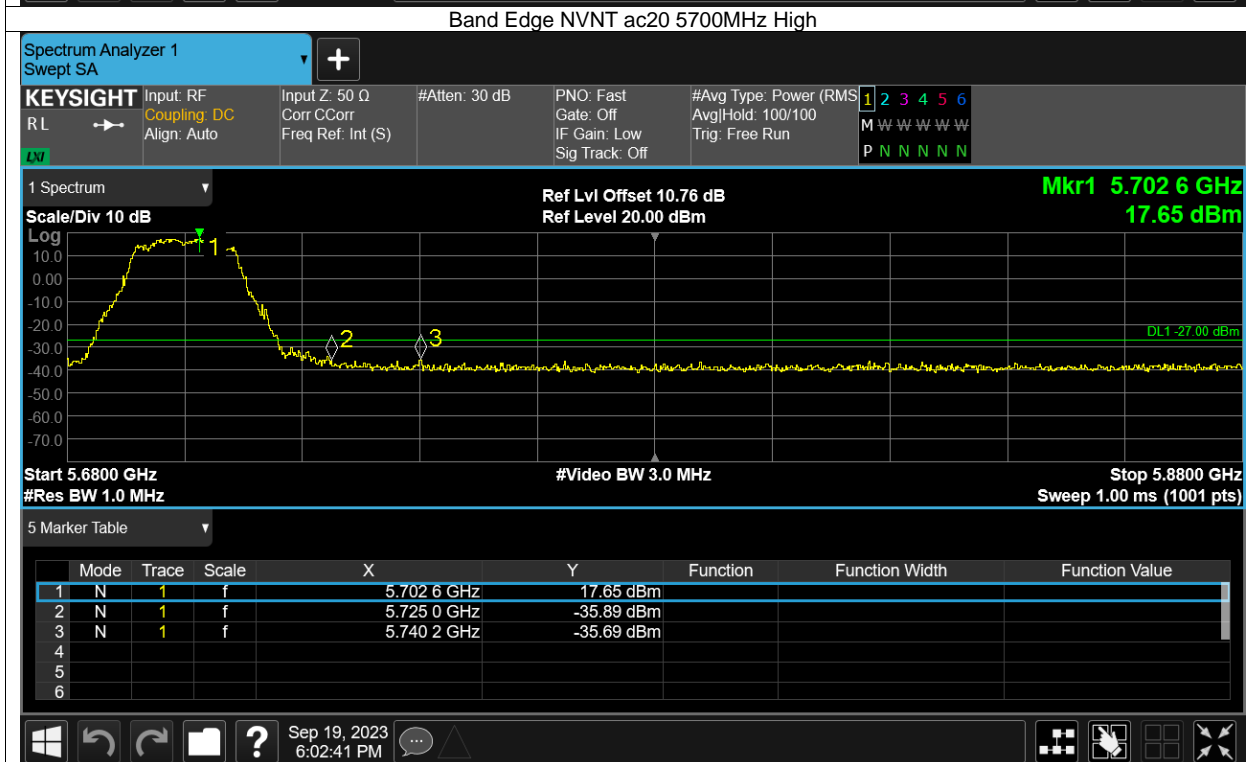 Band Edge NVNT ac20 5700MHz High
Spectrum Analyzer 1
Swept SA
KEYSIGHT Input: RF Input Z: 50 Ω #Atten: 30 dB PNO: Fast #Avg Type: Power (RMS 1 2 3 4 5 6
RL Coupling: DC Corr CCorr Gate: Off Avg|Hold: 100/100 M W W W W W
Align: Auto Freq Ref: Int (S) IF Gain: Low Trig: Free Run
LXI Sig Track: Off P N N N N N N
1 Spectrum Ref Lvl Offset 10.76 dB Mkr1 5.702 6 GHz
Scale/Div 10 dB Ref Level 20.00 dBm 17.65 dBm
Log
1
10.0
0.00
-10.0
-20.0
DL1 -27.00 dBm
2 3
-30.0
-40.0
-50.0
-60.0
-70.0
Start 5.6800 GHz #Video BW 3.0 MHz Stop 5.8800 GHz
#Res BW 1.0 MHz Sweep 1.00 ms (1001 pts)
5 Marker Table
Mode Trace Scale X Y Function Function Width Function Value
1 N 1 f 5.702 6 GHz 17.65 dBm
2 N 1 f 5.725 0 GHz -35.89 dBm
3 N 1 f 5.740 2 GHz -35.69 dBm
4
5
6
? Sep 19, 2023
6:02:41 PM